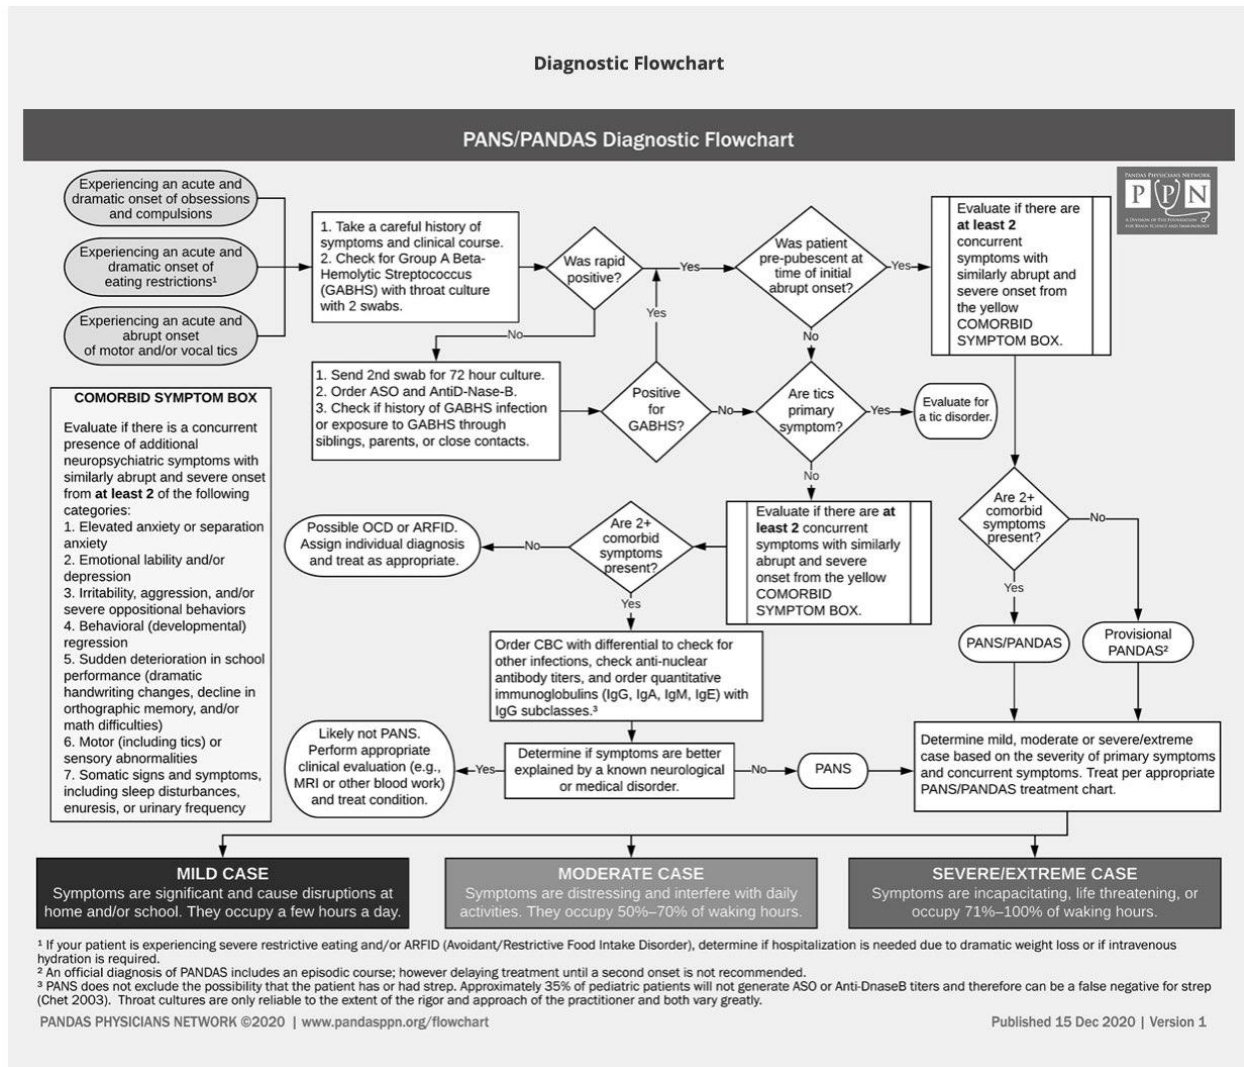 Diagnostic Flowchart
PANS/PANDAS Diagnostic Flowchart
PANDAS PHYSICIANS NETWORK
PPN
A DIVISION OF THE FOUNDATION
FOR BRAIN SCIENCE AND IMMUNOLOGY
Experiencing an acute and
dramatic onset of obsessions
and compulsions
Experiencing an acute and
dramatic onset of
eating restrictions¹
Experiencing an acute and
abrupt onset
of motor and/or vocal tics
1. Take a careful history of
symptoms and clinical course.
2. Check for Group A Beta-
Hemolytic Streptococcus
(GABHS) with throat culture
with 2 swabs.
Was rapid
positive?
Yes
No
Was patient
pre-pubescent at
time of initial
abrupt onset?
Yes
No
Evaluate if there are
at least 2
concurrent
symptoms with
similarly abrupt and
severe onset from
the yellow
COMORBID
SYMPTOM BOX.
1. Send 2nd swab for 72 hour culture.
2. Order ASO and AntiD-Nase-B.
3. Check if history of GABHS infection
or exposure to GABHS through
siblings, parents, or close contacts.
Yes
Positive
for
GABHS?
No
Are tics
primary
symptom?
Yes
No
Evaluate for
a tic disorder.
COMORBID SYMPTOM BOX
Evaluate if there is a concurrent
presence of additional
neuropsychiatric symptoms with
similarly abrupt and severe onset
from at least 2 of the following
categories:
1. Elevated anxiety or separation
anxiety
2. Emotional lability and/or
depression
3. Irritability, aggression, and/or
severe oppositional behaviors
4. Behavioral (developmental)
regression
5. Sudden deterioration in school
performance (dramatic
handwriting changes, decline in
orthographic memory, and/or
math difficulties)
6. Motor (including tics) or
sensory abnormalities
7. Somatic signs and symptoms,
including sleep disturbances,
enuresis, or urinary frequency
Possible OCD or ARFID.
Assign individual diagnosis
and treat as appropriate.
No
Are 2+
comorbid
symptoms
present?
Yes
Evaluate if there are at
least 2 concurrent
symptoms with similarly
abrupt and severe
onset from the yellow
COMORBID
SYMPTOM BOX.
Are 2+
comorbid
symptoms
present?
No
Yes
PANS/PANDAS
Provisional
PANDAS²
Order CBC with differential to check for
other infections, check anti-nuclear
antibody titers, and order quantitative
immunoglobulins (IgG, IgA, IgM, IgE) with
IgG subclasses.³
Likely not PANS.
Perform appropriate
clinical evaluation (e.g.,
MRI or other blood work)
and treat condition.
Yes
Determine if symptoms are better
explained by a known neurological
or medical disorder.
No
PANS
Determine mild, moderate or severe/extreme
case based on the severity of primary symptoms
and concurrent symptoms. Treat per appropriate
PANS/PANDAS treatment chart.
MILD CASE
Symptoms are significant and cause disruptions at
home and/or school. They occupy a few hours a day.
MODERATE CASE
Symptoms are distressing and interfere with daily
activities. They occupy 50%–70% of waking hours.
SEVERE/EXTREME CASE
Symptoms are incapacitating, life threatening, or
occupy 71%–100% of waking hours.
¹ If your patient is experiencing severe restrictive eating and/or ARFID (Avoidant/Restrictive Food Intake Disorder), determine if hospitalization is needed due to dramatic weight loss or if intravenous
hydration is required.
² An official diagnosis of PANDAS includes an episodic course; however delaying treatment until a second onset is not recommended.
³ PANS does not exclude the possibility that the patient has or had strep. Approximately 35% of pediatric patients will not generate ASO or Anti-DnaseB titers and therefore can be a false negative for strep
(Chet 2003). Throat cultures are only reliable to the extent of the rigor and approach of the practitioner and both vary greatly.
PANDAS PHYSICIANS NETWORK ©2020 | www.pandasppn.org/flowchart
Published 15 Dec 2020 | Version 1